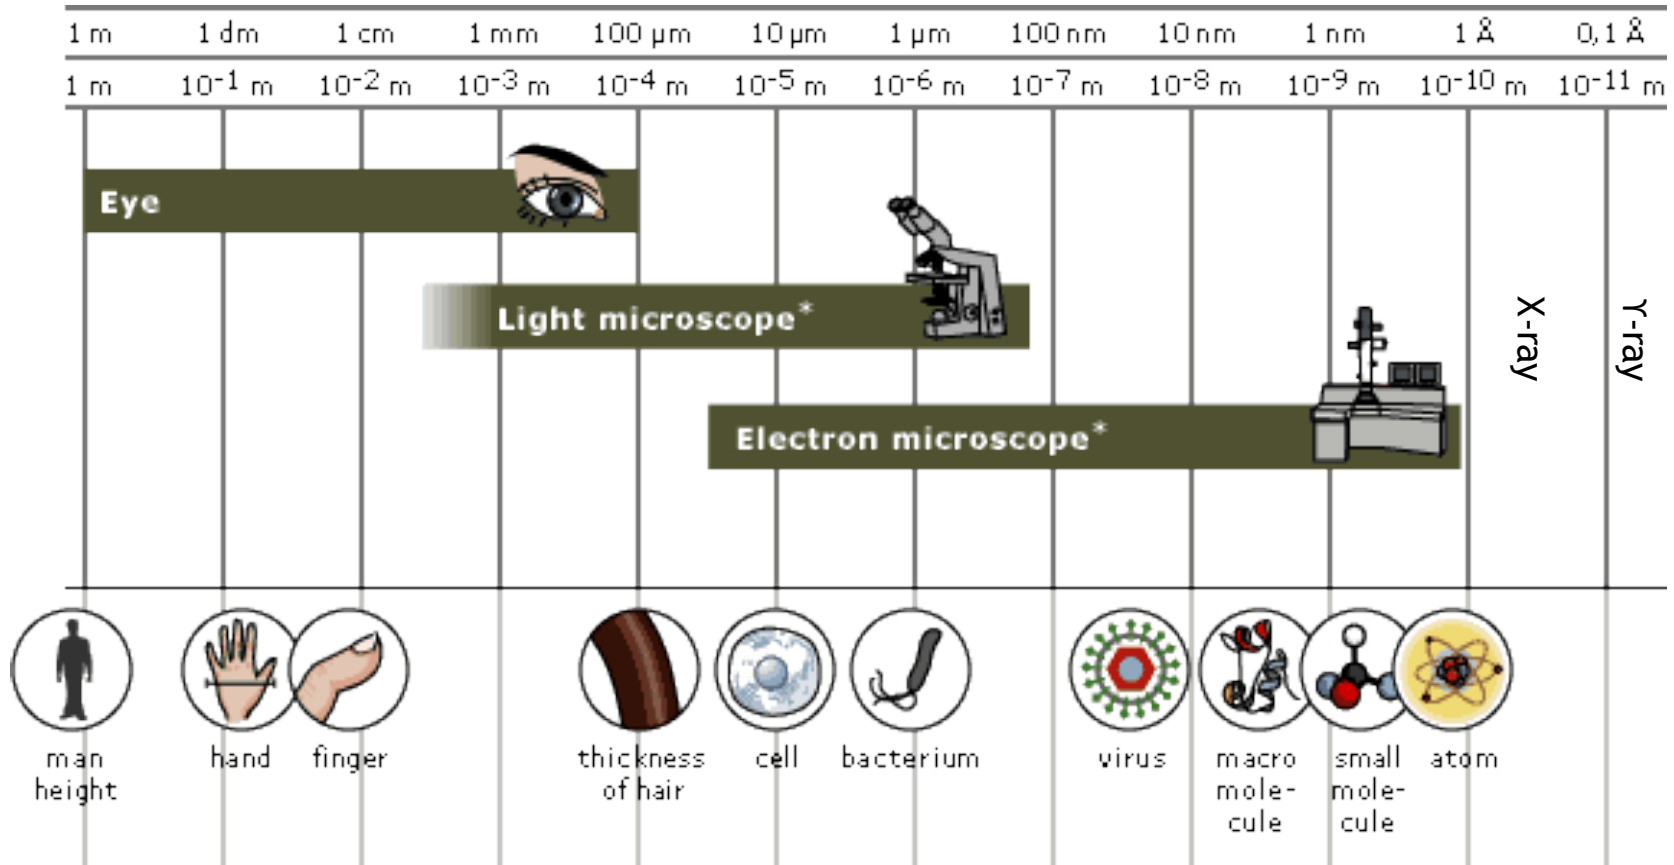 1 m 1 dm 1 cm 1 mm 100 µm 10 µm 1 µm 100 nm 10 nm 1 nm 1 Å 0,1 Å
1 m 10-1 m 10-2 m 10-3 m 10-4 m 10-5 m 10-6 m 10-7 m 10-8 m 10-9 m 10-10 m 10-11 m
Eye
Light microscope*
X-ray
ϒ-ray
Electron microscope*
man
height
hand
finger
thickness
of hair
cell
bacterium
virus
macro
mole-
cule
small
mole-
cule
atom